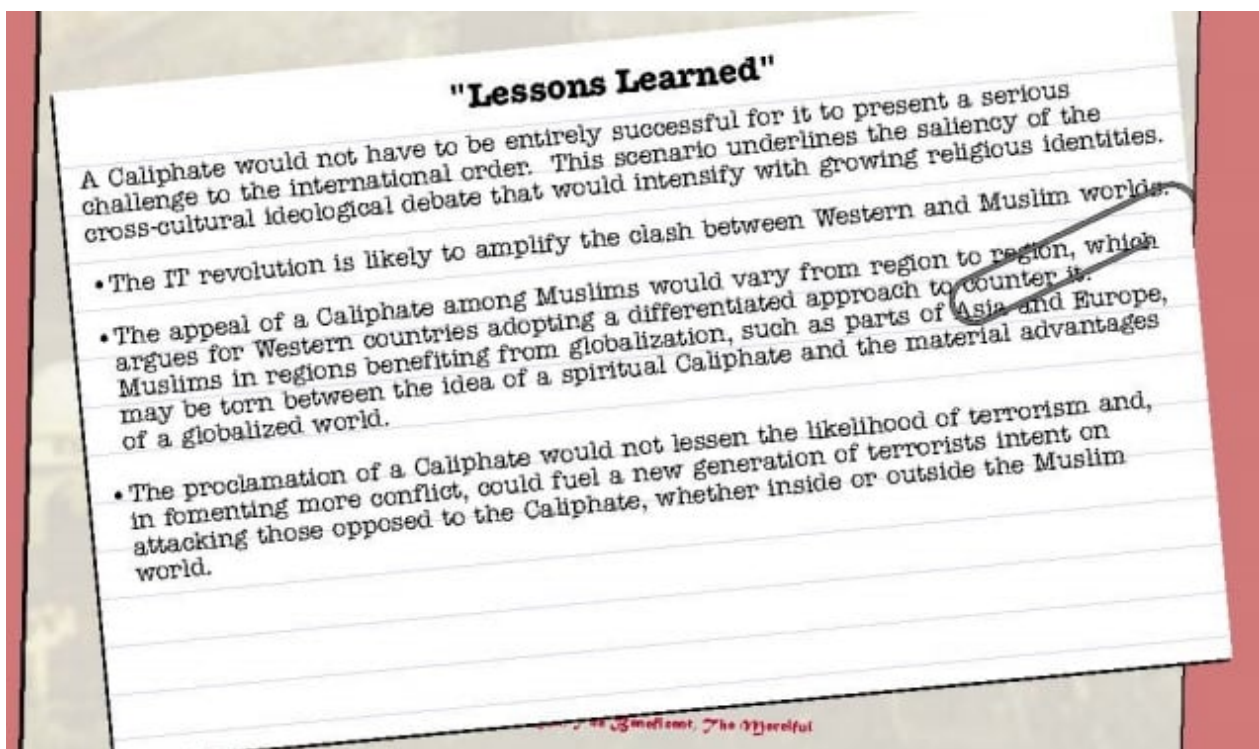 "Lessons Learned"
A Caliphate would not have to be entirely successful for it to present a serious
challenge to the international order. This scenario underlines the saliency of the
cross-cultural ideological debate that would intensify with growing religious identities.
• The IT revolution is likely to amplify the clash between Western and Muslim worlds.
• The appeal of a Caliphate among Muslims would vary from region to region, which
argues for Western countries adopting a differentiated approach to counter it.
Muslims in regions benefiting from globalization, such as parts of Asia and Europe,
may be torn between the idea of a spiritual Caliphate and the material advantages
of a globalized world.
• The proclamation of a Caliphate would not lessen the likelihood of terrorism and,
in fomenting more conflict, could fuel a new generation of terrorists intent on
attacking those opposed to the Caliphate, whether inside or outside the Muslim
world.
Beneficent, The Merciful